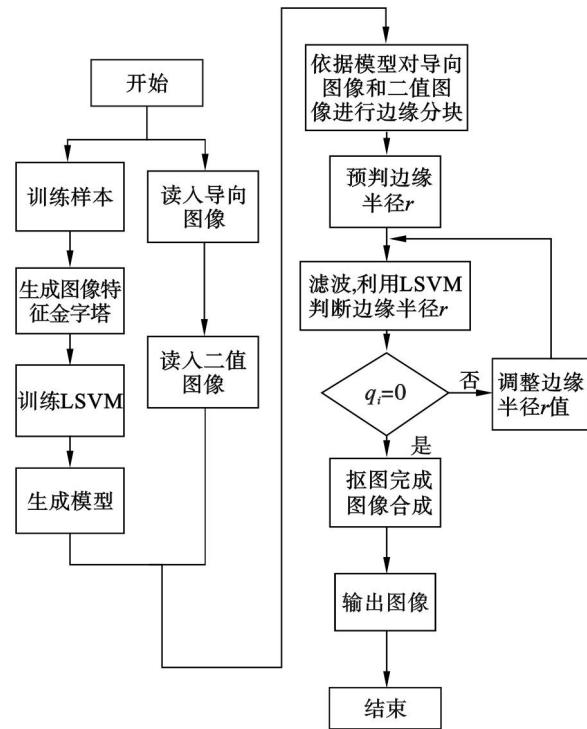 开始
训练样本
生成图像特
征金字塔
训练LSVM
生成模型
读入导向
图像
读入二值
图像
依据模型对导向
图像和二值图
像进行边缘分块
预判边缘
半径r
滤波,利用LSVM
判断边缘半径r
qᵢ=0
否
调整边缘
半径r值
是
抠图完成
图像合成
输出图像
结束